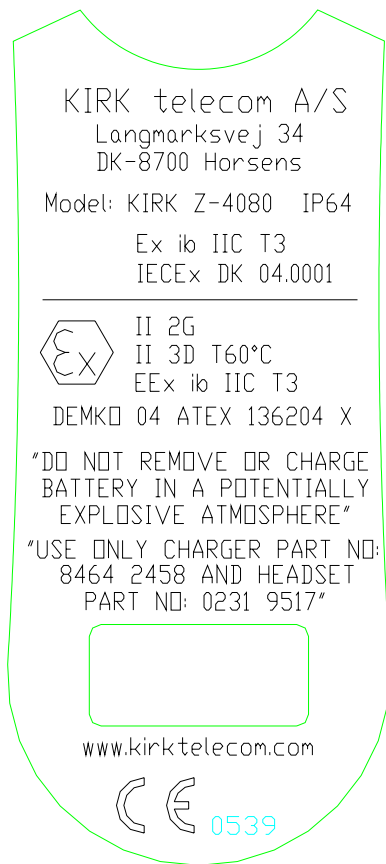 KIRK telecom A/S
Langmarksvej 34
DK-8700 Horsens
Model: KIRK Z-4080 IP64
Ex ib IIC T3
IECEx DK 04.0001
Ex
II 2G
II 3D T60°C
EEx ib IIC T3
DEMKO 04 ATEX 136204 X
"DO NOT REMOVE OR CHARGE
BATTERY IN A POTENTIALLY
EXPLOSIVE ATMOSPHERE"
"USE ONLY CHARGER PART NO:
8464 2458 AND HEADSET
PART NO: 0231 9517"
www.kirktelecom.com
CE 0539